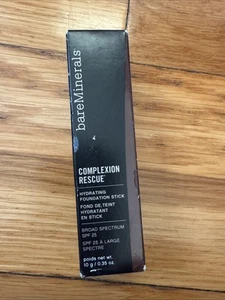 bareMinerals®
COMPLEXION
RESCUE™
HYDRATING
FOUNDATION STICK
FOND DE TEINT
HYDRATANT
EN STICK
BROAD SPECTRUM
SPF 25
SPF 25 À LARGE
SPECTRE
poids net wt.
10 g / 0.35 oz.